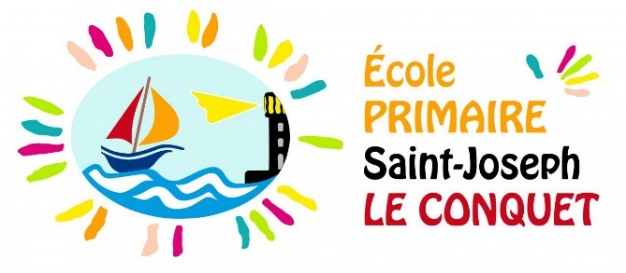 École
PRIMAIRE
Saint-Joseph
LE CONQUET